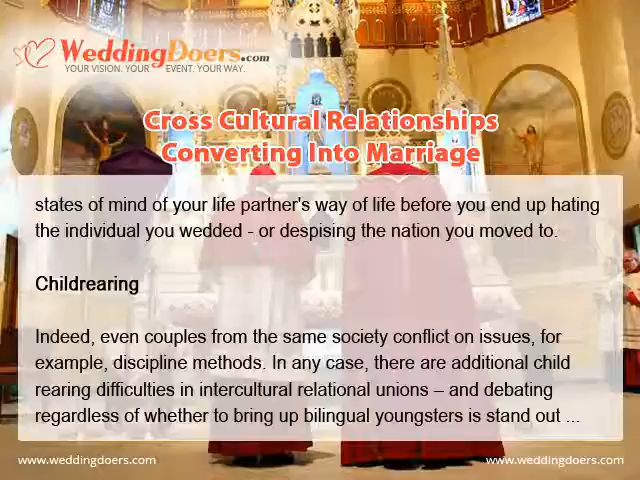 WeddingDoers.com
YOUR VISION. YOUR EVENT. YOUR WAY.
Cross Cultural Relationships
Converting Into Marriage
states of mind of your life partner's way of life before you end up hating
the individual you wedded - or despising the nation you moved to.
Childrearing
Indeed, even couples from the same society conflict on issues, for
example, discipline methods. In any case, there are additional child
rearing difficulties in intercultural relational unions – and debating
regardless of whether to bring up bilingual youngsters is stand out ...
www.weddingdoers.com
www.weddingdoers.com